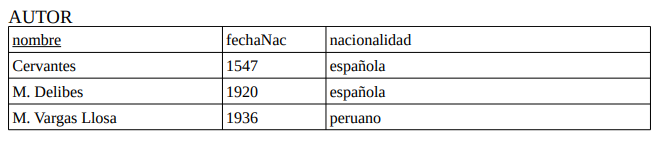 AUTOR
nombre fechaNac nacionalidad
Cervantes 1547 española
M. Delibes 1920 española
M. Vargas Llosa 1936 peruano